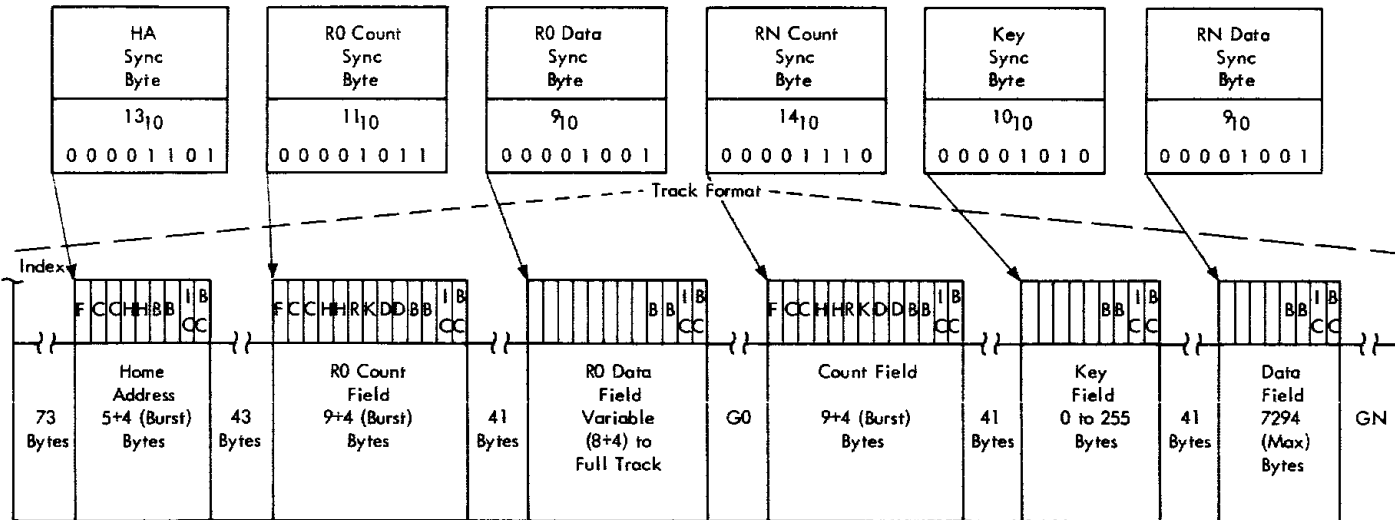 HA
Sync
Byte
13₁₀
0 0 0 0 1 1 0 1
R0 Count
Sync
Byte
11₁₀
0 0 0 0 1 0 1 1
R0 Data
Sync
Byte
9₁₀
0 0 0 0 1 0 0 1
RN Count
Sync
Byte
14₁₀
0 0 0 0 1 1 1 0
Key
Sync
Byte
10₁₀
0 0 0 0 1 0 1 0
RN Data
Sync
Byte
9₁₀
0 0 0 0 1 0 0 1
Track Format
Index
F C C H H B B I C B C
F C C H H R K D D B B I C B C
B B I C B C
F C C H H R K D D B B I C B C
B B I C B C
B B I C B C
73
Bytes
Home
Address
5+4 (Burst)
Bytes
43
Bytes
R0 Count
Field
9+4 (Burst)
Bytes
41
Bytes
R0 Data
Field
Variable
(8+4) to
Full Track
G0
Count Field
9+4 (Burst)
Bytes
41
Bytes
Key
Field
0 to 255
Bytes
41
Bytes
Data
Field
7294
(Max)
Bytes
GN